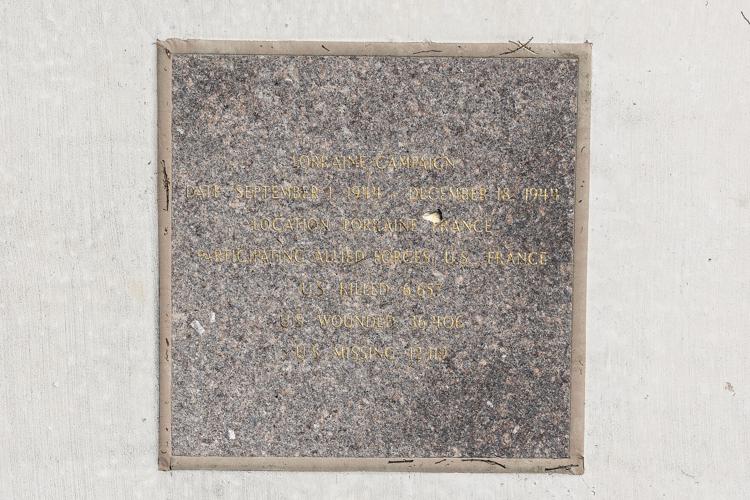 LORRAINE CAMPAIGN
DATE: SEPTEMBER 1, 1944 - DECEMBER 18, 1944
LOCATION: LORRAINE, FRANCE
PARTICIPATING ALLIED FORCES: U.S., FRANCE
U.S. KILLED: 6,657
U.S. WOUNDED: 36,406
U.S. MISSING: